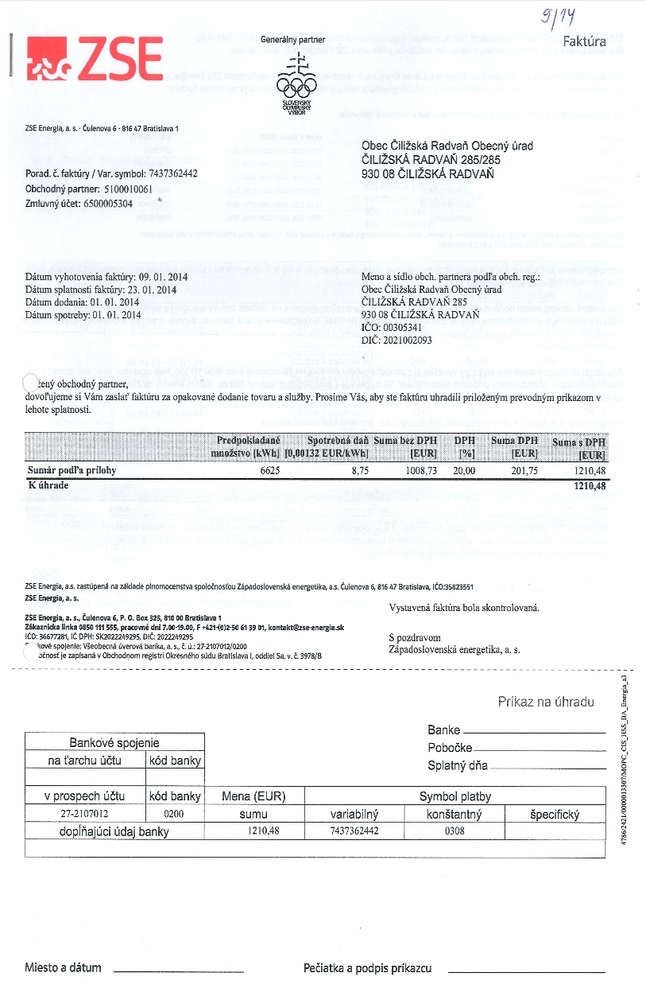 9/14
ZSE
Generálny partner
SLOVENSKÝ
OLYMPIJSKÝ
VÝBOR
Faktúra
ZSE Energia, a. s. · Čulenova 6 · 816 47 Bratislava 1
Obec Čiližská Radvaň Obecný úrad
ČILIŽSKÁ RADVAŇ 285/285
930 08 ČILIŽSKÁ RADVAŇ
Porad. č. faktúry / Var. symbol: 7437362442
Obchodný partner: 5100010061
Zmluvný účet: 6500005304
Dátum vyhotovenia faktúry: 09. 01. 2014
Dátum splatnosti faktúry: 23. 01. 2014
Dátum dodania: 01. 01. 2014
Dátum spotreby: 01. 01. 2014
Meno a sídlo obch. partnera podľa obch. reg.:
Obec Čiližská Radvaň Obecný úrad
ČILIŽSKÁ RADVAŇ 285
930 08 ČILIŽSKÁ RADVAŇ
IČO: 00305341
DIČ: 2021002093
žený obchodný partner,
dovoľujeme si Vám zaslať faktúru za opakované dodanie tovaru a služby. Prosíme Vás, aby ste faktúru uhradili priloženým prevodným príkazom v
lehote splatnosti.
Predpokladané Spotrebná daň Suma bez DPH DPH Suma DPH Suma s DPH
množstvo [kWh] [0,00132 EUR/kWh] [EUR] [%] [EUR] [EUR]
Sumár podľa prílohy 6625 8,75 1008,73 20,00 201,75 1210,48
K úhrade 1210,48
ZSE Energia, a.s. zastúpená na základe plnomocenstva spoločnosťou Západoslovenská energetika, a.s. Čulenova 6, 816 47 Bratislava, IČO:35823551
ZSE Energia, a. s.
Vystavená faktúra bola skontrolovaná.
ZSE Energia, a. s., Čulenova 6, P. O. Box 325, 810 00 Bratislava 1
Zákaznícka linka 0850 111 555, pracovné dni 7.00-19.00, F +421-(0)2-50 61 39 01, kontakt@zse-energia.sk
IČO: 36677281, IČ DPH: SK2022249295, DIČ: 2022249295
kové spojenie: Všeobecná úverová banka, a. s., č. ú.: 27-2107012/0200
očnosť je zapísaná v Obchodnom registri Okresného súdu Bratislava I, oddiel Sa, v. č. 3978/B
S pozdravom
Západoslovenská energetika, a. s.
4786/2421/0000013307/MOPC_CIS_HSS_BA_Energia_a3
Príkaz na úhradu
Banke
Pobočke
Splatný dňa
Bankové spojenie
na ťarchu účtu kód banky
v prospech účtu kód banky Mena (EUR) Symbol platby
27-2107012 0200 sumu variabilný konštantný špecifický
doplňajúci údaj banky 1210,48 7437362442 0308
Miesto a dátum Pečiatka a podpis príkazcu